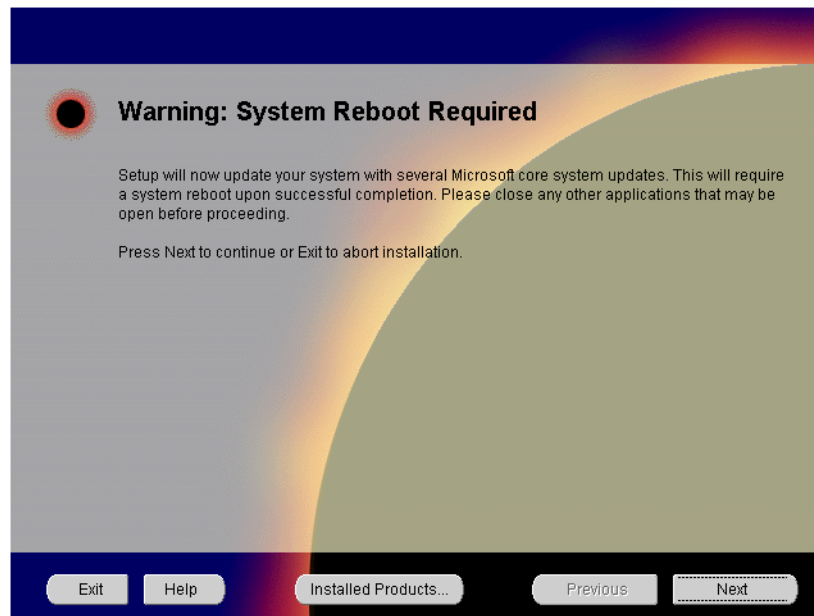 Warning: System Reboot Required
Setup will now update your system with several Microsoft core system updates. This will require
a system reboot upon successful completion. Please close any other applications that may be
open before proceeding.
Press Next to continue or Exit to abort installation.
Exit
Help
Installed Products...
Previous
Next